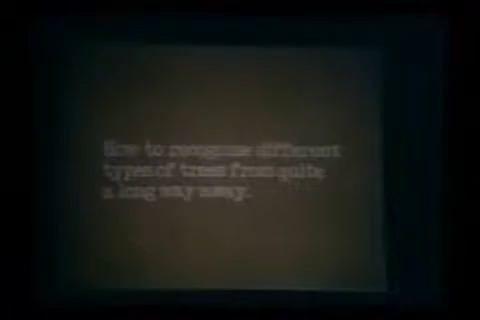 How to recognise different
types of trees from quite
a long way away.